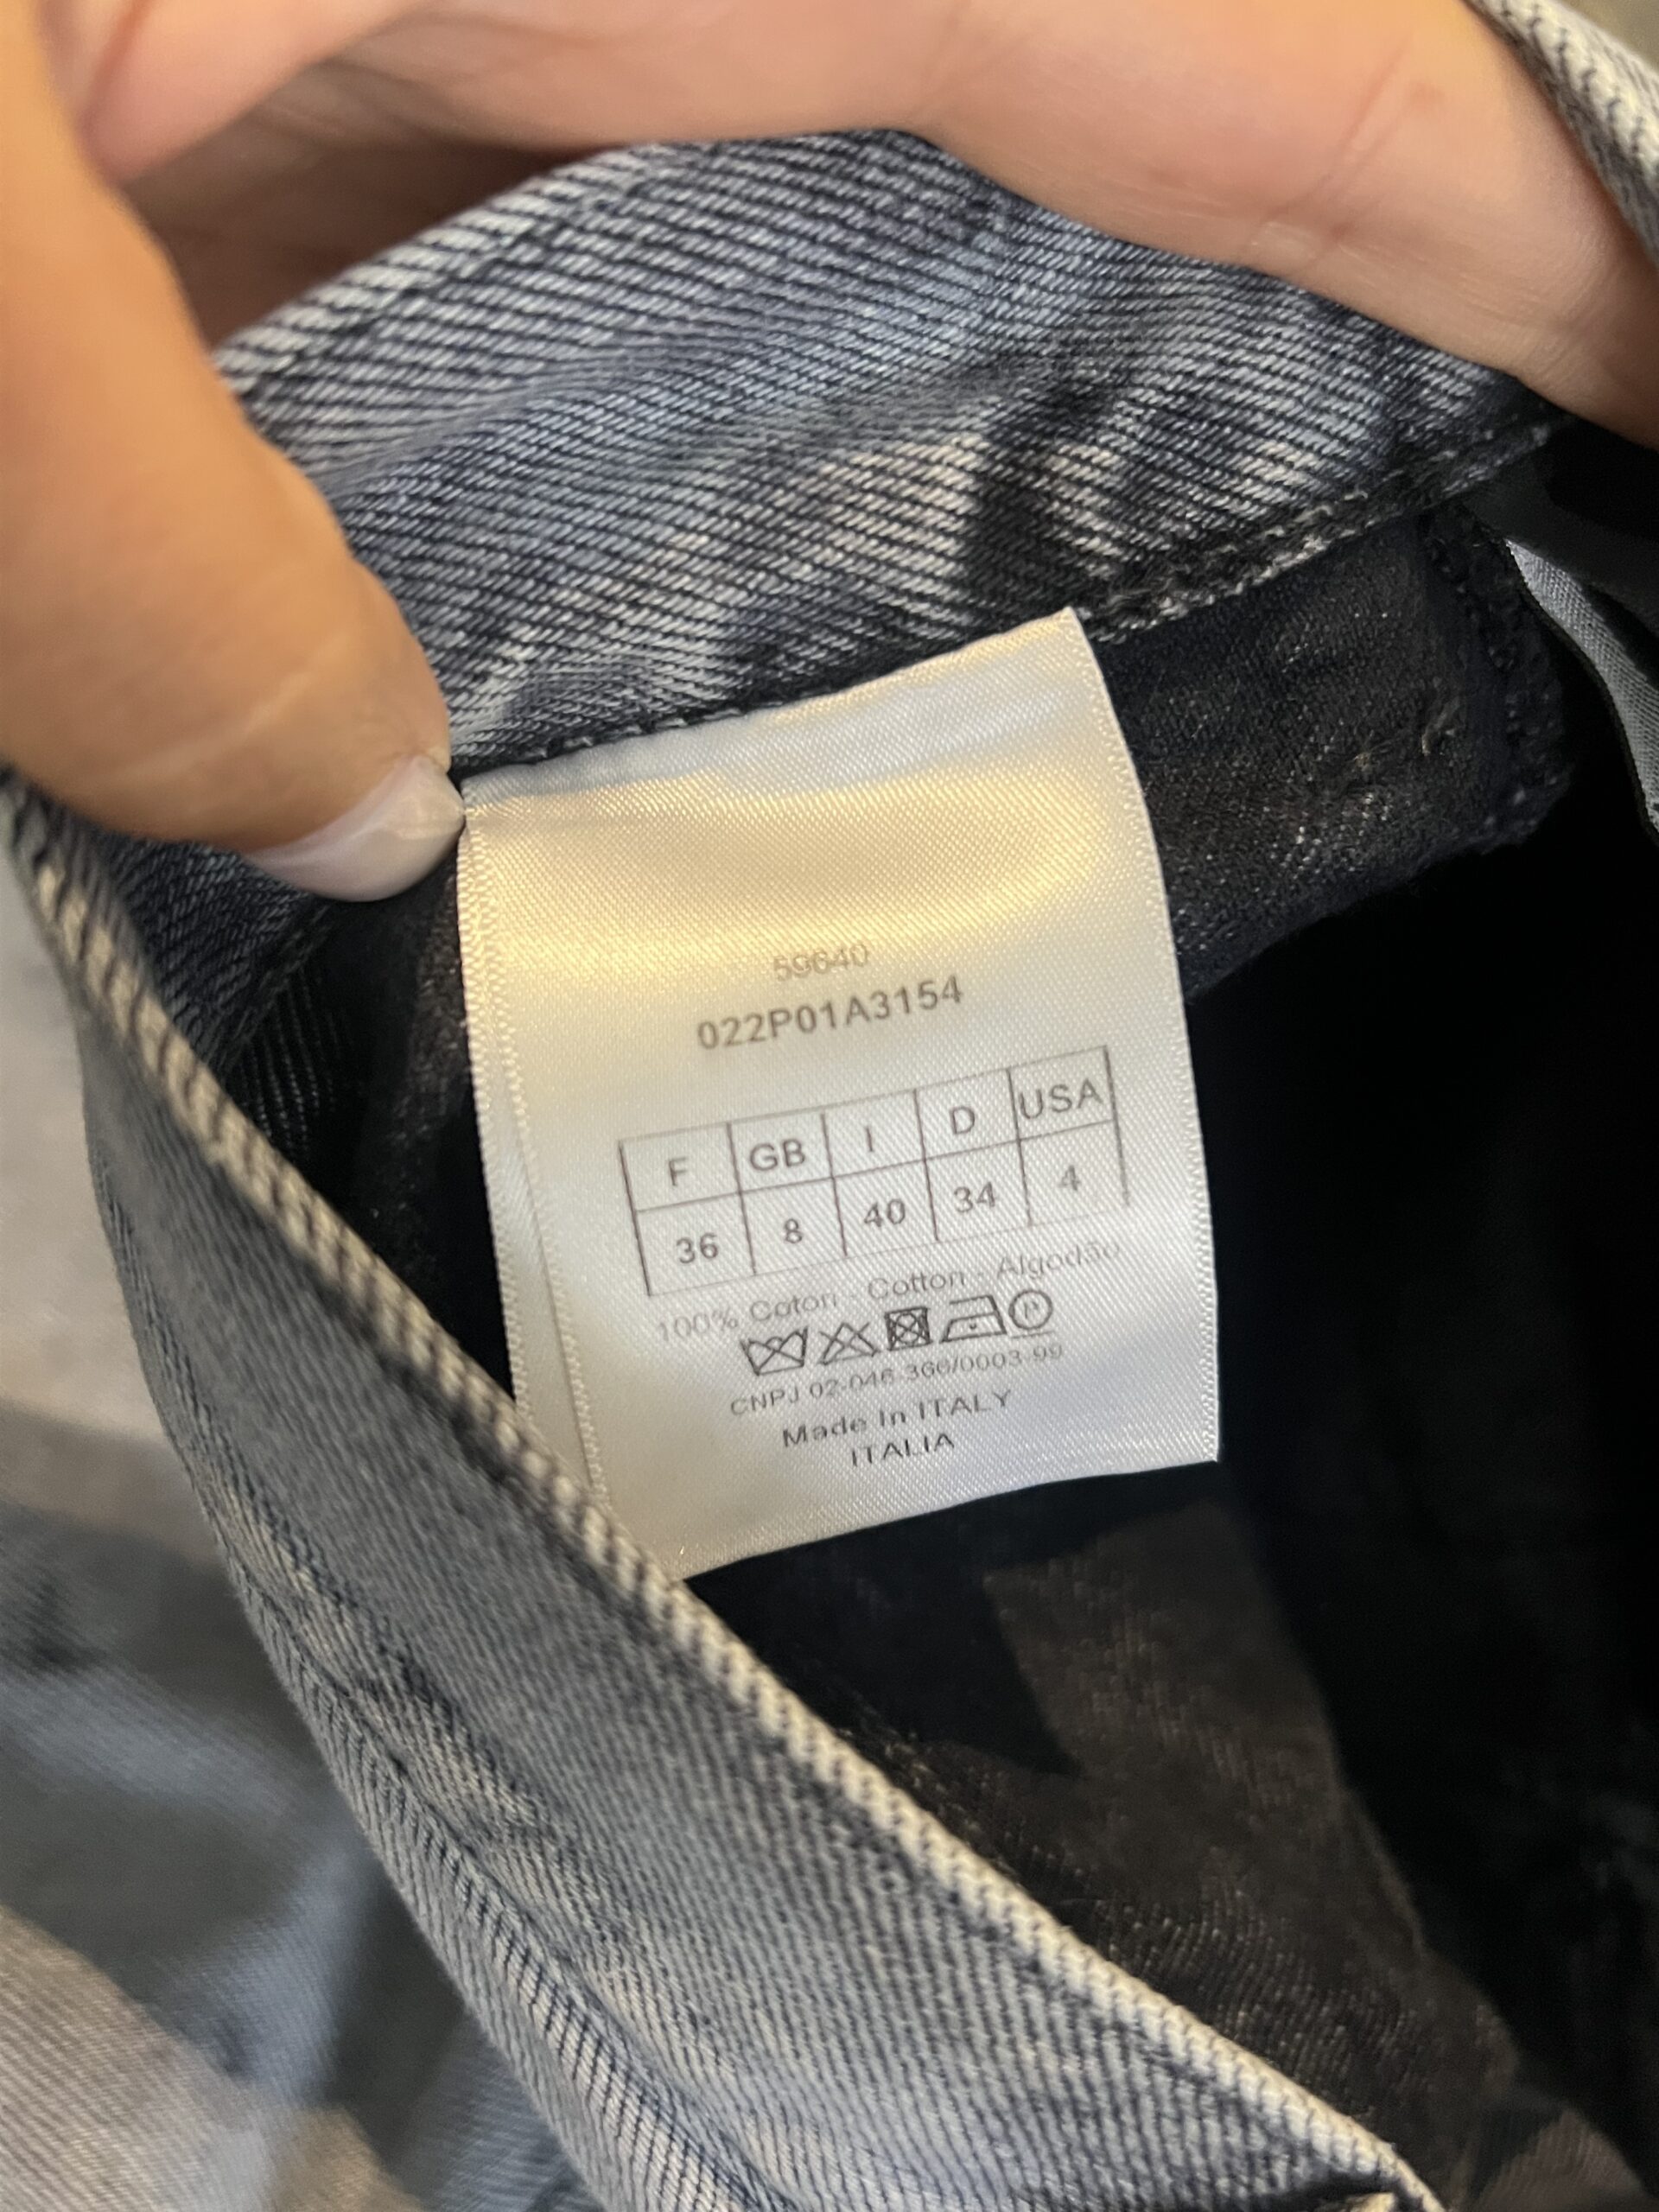 59640
022P01A3154
F GB I D USA
36 8 40 34 4
100% Coton - Cotton - Algodão
P
CNPJ 02-046-366/0003-99
Made In ITALY
ITALIA